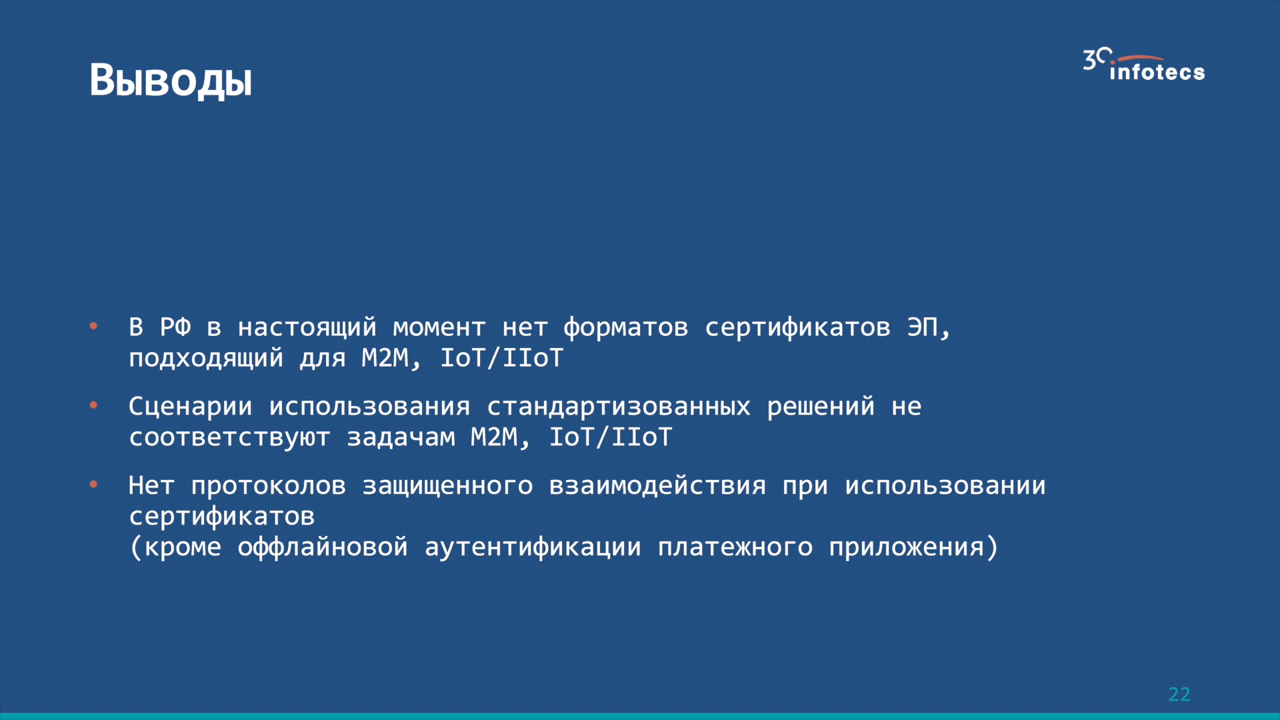 Выводы
30 infotecs
• В РФ в настоящий момент нет форматов сертификатов ЭП,
подходящий для M2M, IoT/IIoT
• Сценарии использования стандартизованных решений не
соответствуют задачам M2M, IoT/IIoT
• Нет протоколов защищенного взаимодействия при использовании
сертификатов
(кроме оффлайновой аутентификации платежного приложения)
22